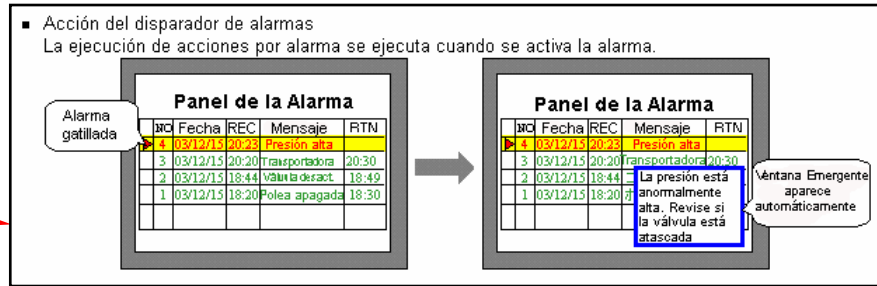 ▪ Acción del disparador de alarmas
La ejecución de acciones por alarma se ejecuta cuando se activa la alarma.
Alarma
gatillada
Panel de la Alarma
NO Fecha REC Mensaje RTN
4 03/12/15 20:23 Presión alta
3 03/12/15 20:20 Transportadora 20:30
2 03/12/15 18:44 Válvula desact. 18:49
1 03/12/15 18:20 Polea apagada 18:30
Panel de la Alarma
NO Fecha REC Mensaje RTN
4 03/12/15 20:23 Presión alta
3 03/12/15 20:20 Transportadora 20:30
2 03/12/15 18:44
1 03/12/15 18:20
La presión está
anormalmente
alta. Revise si
la válvula está
atascada
Ventana Emergente
aparece
automáticamente